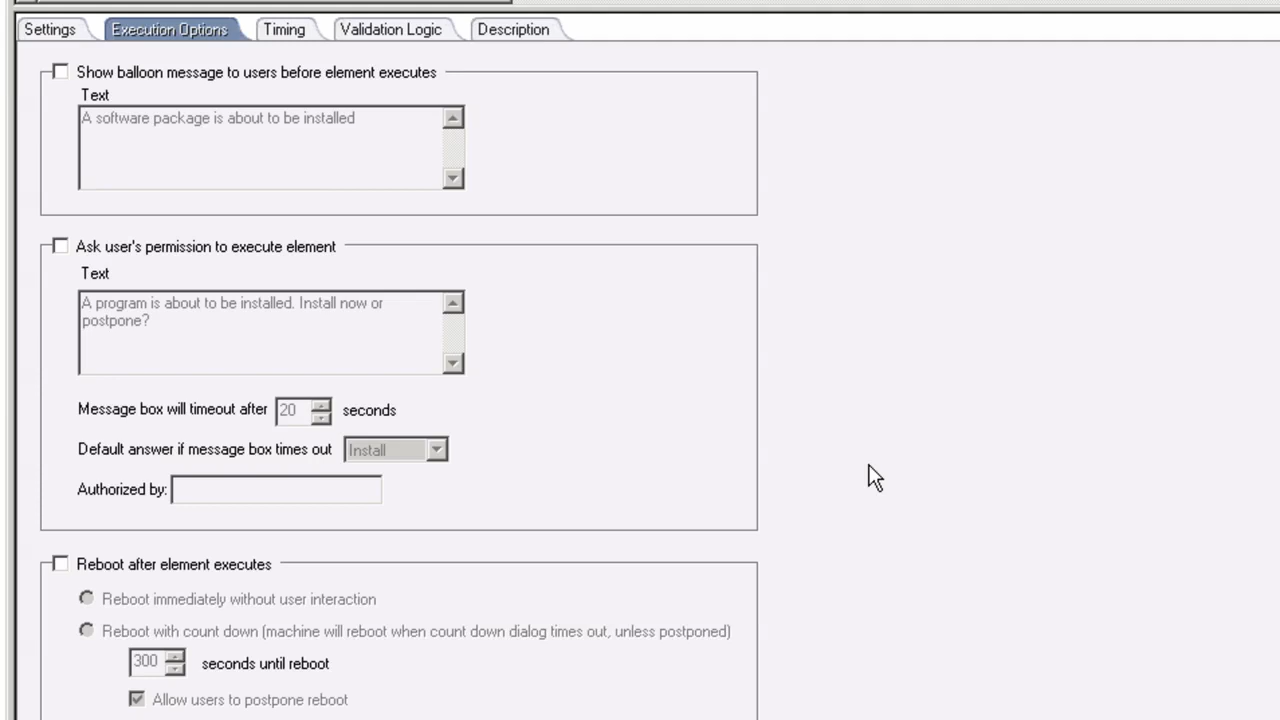 Settings Execution Options Timing Validation Logic Description
Show balloon message to users before element executes
Text
A software package is about to be installed
Ask user's permission to execute element
Text
A program is about to be installed. Install now or
postpone?
Message box will timeout after 20 seconds
Default answer if message box times out Install
Authorized by:
Reboot after element executes
Reboot immediately without user interaction
Reboot with count down (machine will reboot when count down dialog times out, unless postponed)
300 seconds until reboot
Allow users to postpone reboot